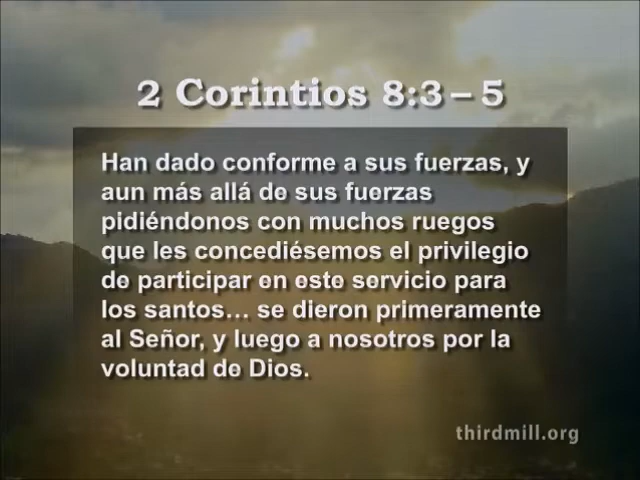 2 Corintios 8:3 – 5
Han dado conforme a sus fuerzas, y
aun más allá de sus fuerzas
pidiéndonos con muchos ruegos
que les concediésemos el privilegio
de participar en este servicio para
los santos… se dieron primeramente
al Señor, y luego a nosotros por la
voluntad de Dios.
thirdmill.org